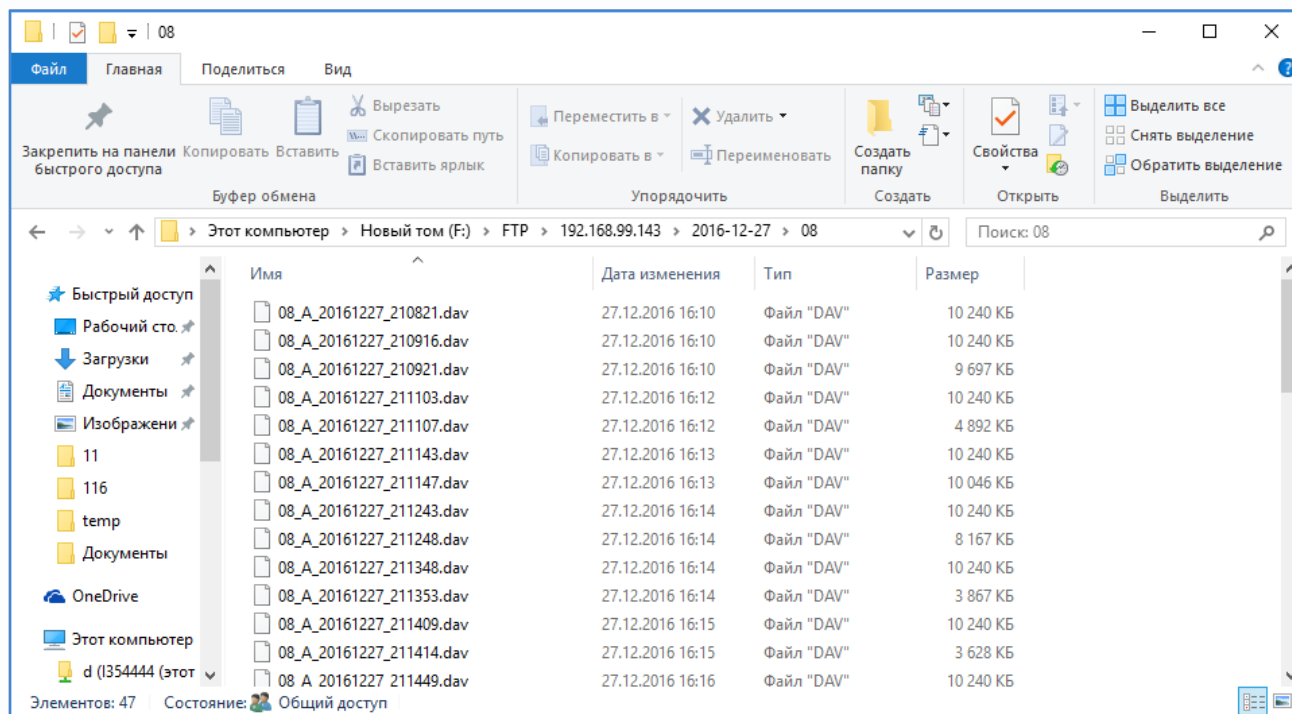 08
Файл Главная Поделиться Вид
Закрепить на панели быстрого доступа
Копировать
Вставить
Вырезать
Скопировать путь
Вставить ярлык
Буфер обмена
Переместить в
Копировать в
Удалить
Переименовать
Упорядочить
Создать папку
Создать
Свойства
Открыть
Выделить все
Снять выделение
Обратить выделение
Выделить
Этот компьютер > Новый том (F:) > FTP > 192.168.99.143 > 2016-12-27 > 08
Поиск: 08
Быстрый доступ
Рабочий сто.
Загрузки
Документы
Изображени
11
116
temp
Документы
OneDrive
Этот компьютер
d (I354444 (этот
Имя Дата изменения Тип Размер
08_A_20161227_210821.dav 27.12.2016 16:10 Файл "DAV" 10 240 КБ
08_A_20161227_210916.dav 27.12.2016 16:10 Файл "DAV" 10 240 КБ
08_A_20161227_210921.dav 27.12.2016 16:10 Файл "DAV" 9 697 КБ
08_A_20161227_211103.dav 27.12.2016 16:12 Файл "DAV" 10 240 КБ
08_A_20161227_211107.dav 27.12.2016 16:12 Файл "DAV" 4 892 КБ
08_A_20161227_211143.dav 27.12.2016 16:13 Файл "DAV" 10 240 КБ
08_A_20161227_211147.dav 27.12.2016 16:13 Файл "DAV" 10 046 КБ
08_A_20161227_211243.dav 27.12.2016 16:14 Файл "DAV" 10 240 КБ
08_A_20161227_211248.dav 27.12.2016 16:14 Файл "DAV" 8 167 КБ
08_A_20161227_211348.dav 27.12.2016 16:14 Файл "DAV" 10 240 КБ
08_A_20161227_211353.dav 27.12.2016 16:14 Файл "DAV" 3 867 КБ
08_A_20161227_211409.dav 27.12.2016 16:15 Файл "DAV" 10 240 КБ
08_A_20161227_211414.dav 27.12.2016 16:15 Файл "DAV" 3 628 КБ
08_A_20161227_211449.dav 27.12.2016 16:16 Файл "DAV" 10 240 КБ
Элементов: 47 Состояние: Общий доступ